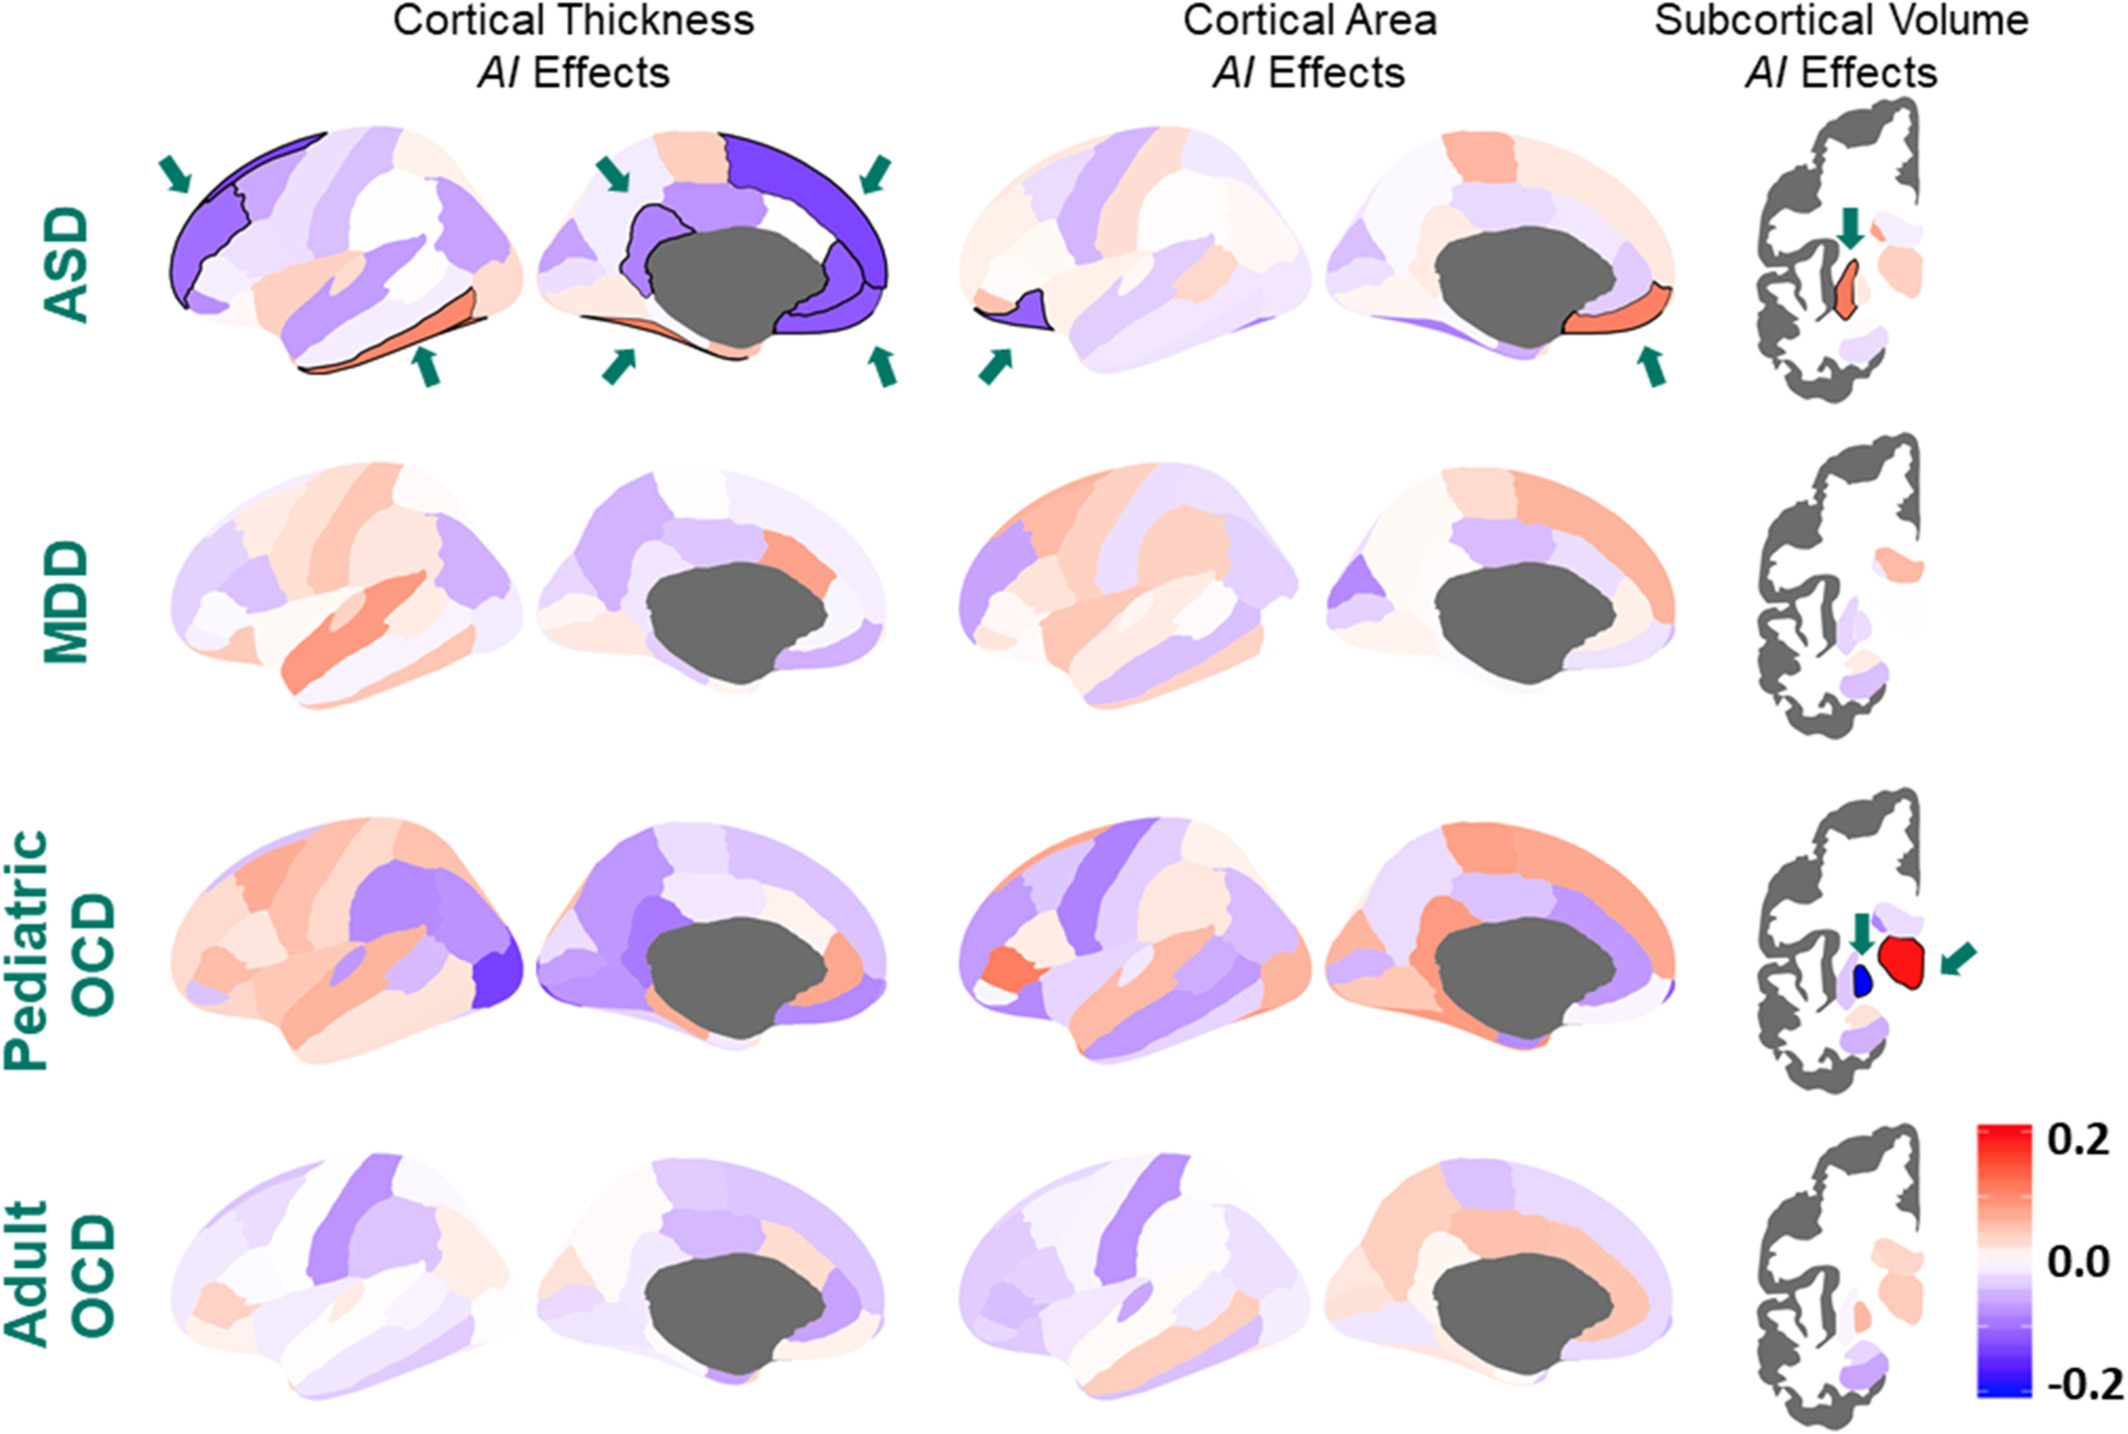 Cortical Thickness
AI Effects
Cortical Area
AI Effects
Subcortical Volume
AI Effects
ASD
MDD
Pediatric
OCD
Adult
OCD
0.2
0.0
-0.2